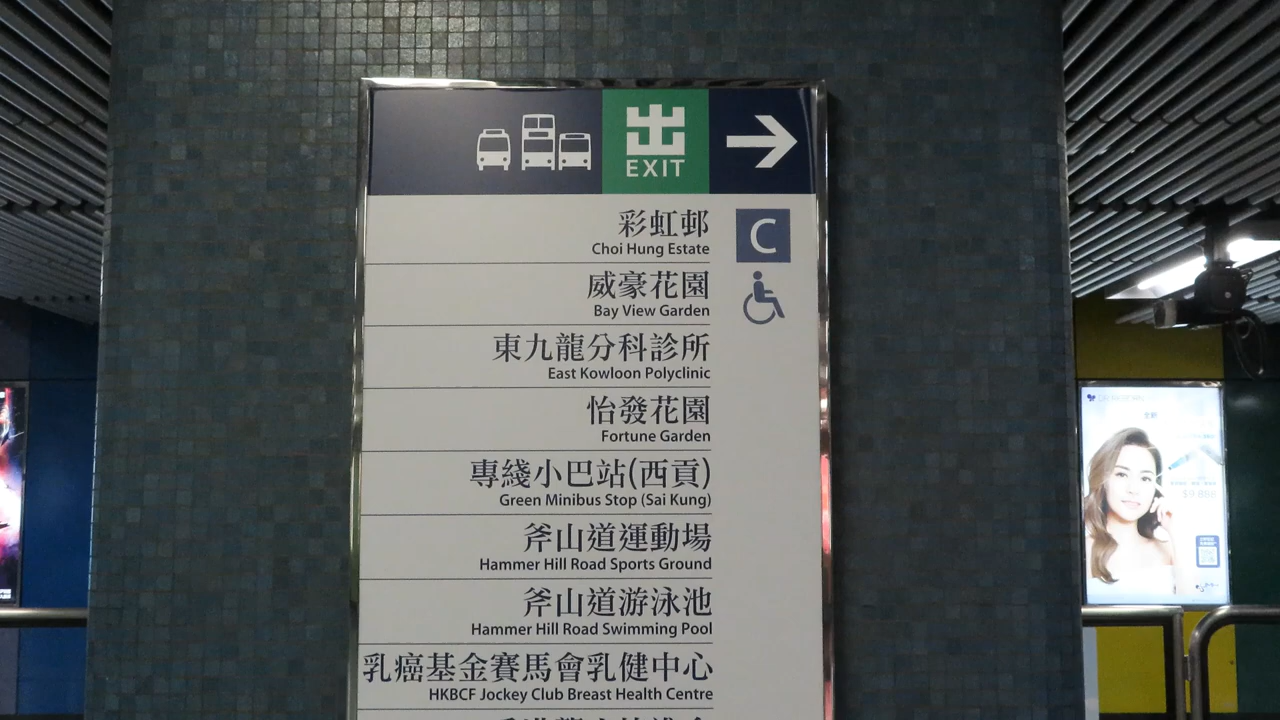 出
EXIT
彩虹邨
Choi Hung Estate
C
威豪花園
Bay View Garden
東九龍分科診所
East Kowloon Polyclinic
怡發花園
Fortune Garden
專綫小巴站(西貢)
Green Minibus Stop (Sai Kung)
斧山道運動場
Hammer Hill Road Sports Ground
斧山道游泳池
Hammer Hill Road Swimming Pool
乳癌基金賽馬會乳健中心
HKBCF Jockey Club Breast Health Centre